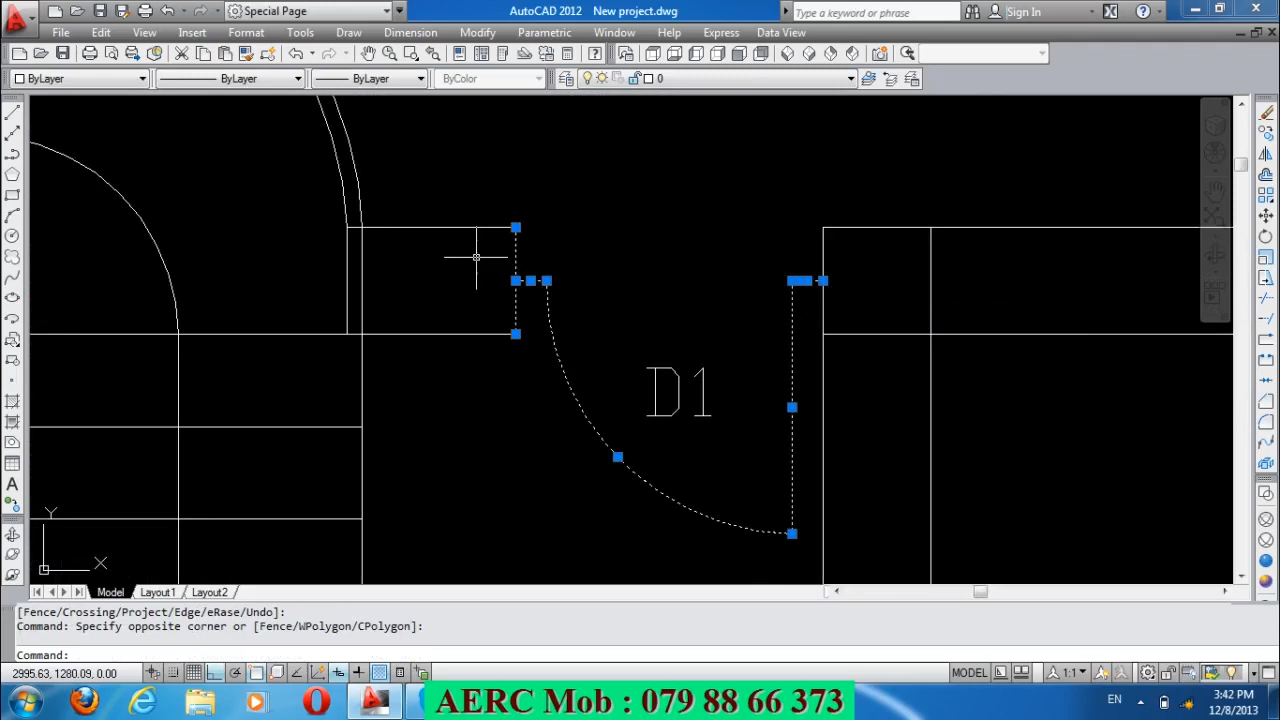 Special Page
AutoCAD 2012 New project.dwg
Type a keyword or phrase
Sign In
File Edit View Insert Format Tools Draw Dimension Modify Parametric Window Help Express Data View
ByLayer ByLayer ByLayer ByColor 0
D1
Y
X
Model Layout1 Layout2
[Fence/Crossing/Project/Edge/eRase/Undo]:
Command: Specify opposite corner or [Fence/WPolygon/CPolygon]:
Command:
2995.63, 1280.09, 0.00
MODEL 1:1
AERC Mob : 079 88 66 373
EN
3:42 PM
12/8/2013